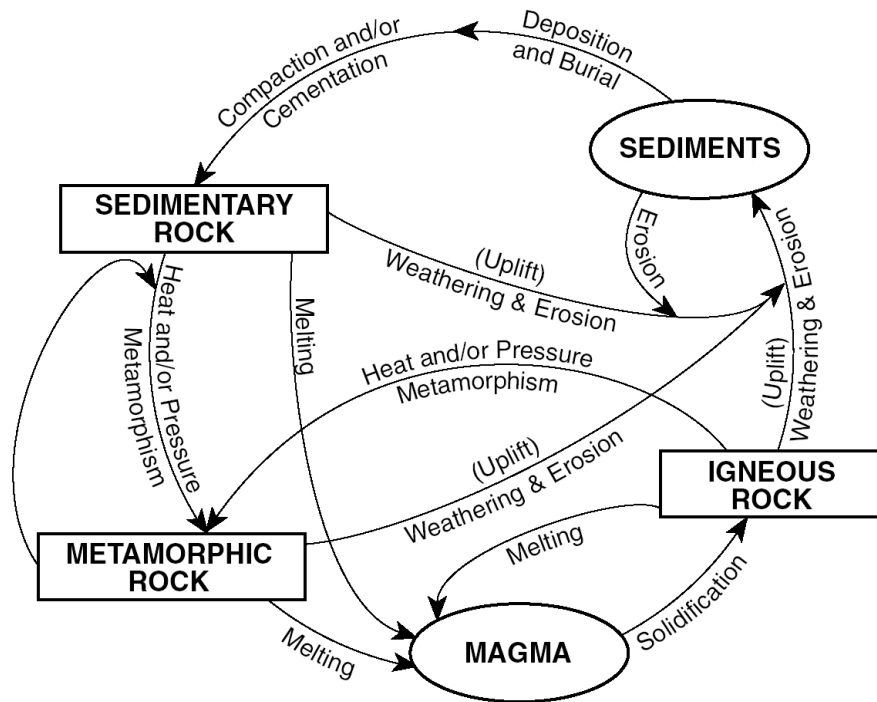 Deposition
and Burial
Compaction and/or
Cementation
SEDIMENTS
SEDIMENTARY
ROCK
Erosion
(Uplift)
Weathering & Erosion
(Uplift)
Weathering & Erosion
Heat and/or Pressure
Metamorphism
Melting
Heat and/or Pressure
Metamorphism
(Uplift)
Weathering & Erosion
IGNEOUS
ROCK
METAMORPHIC
ROCK
Melting
Solidification
Melting
MAGMA